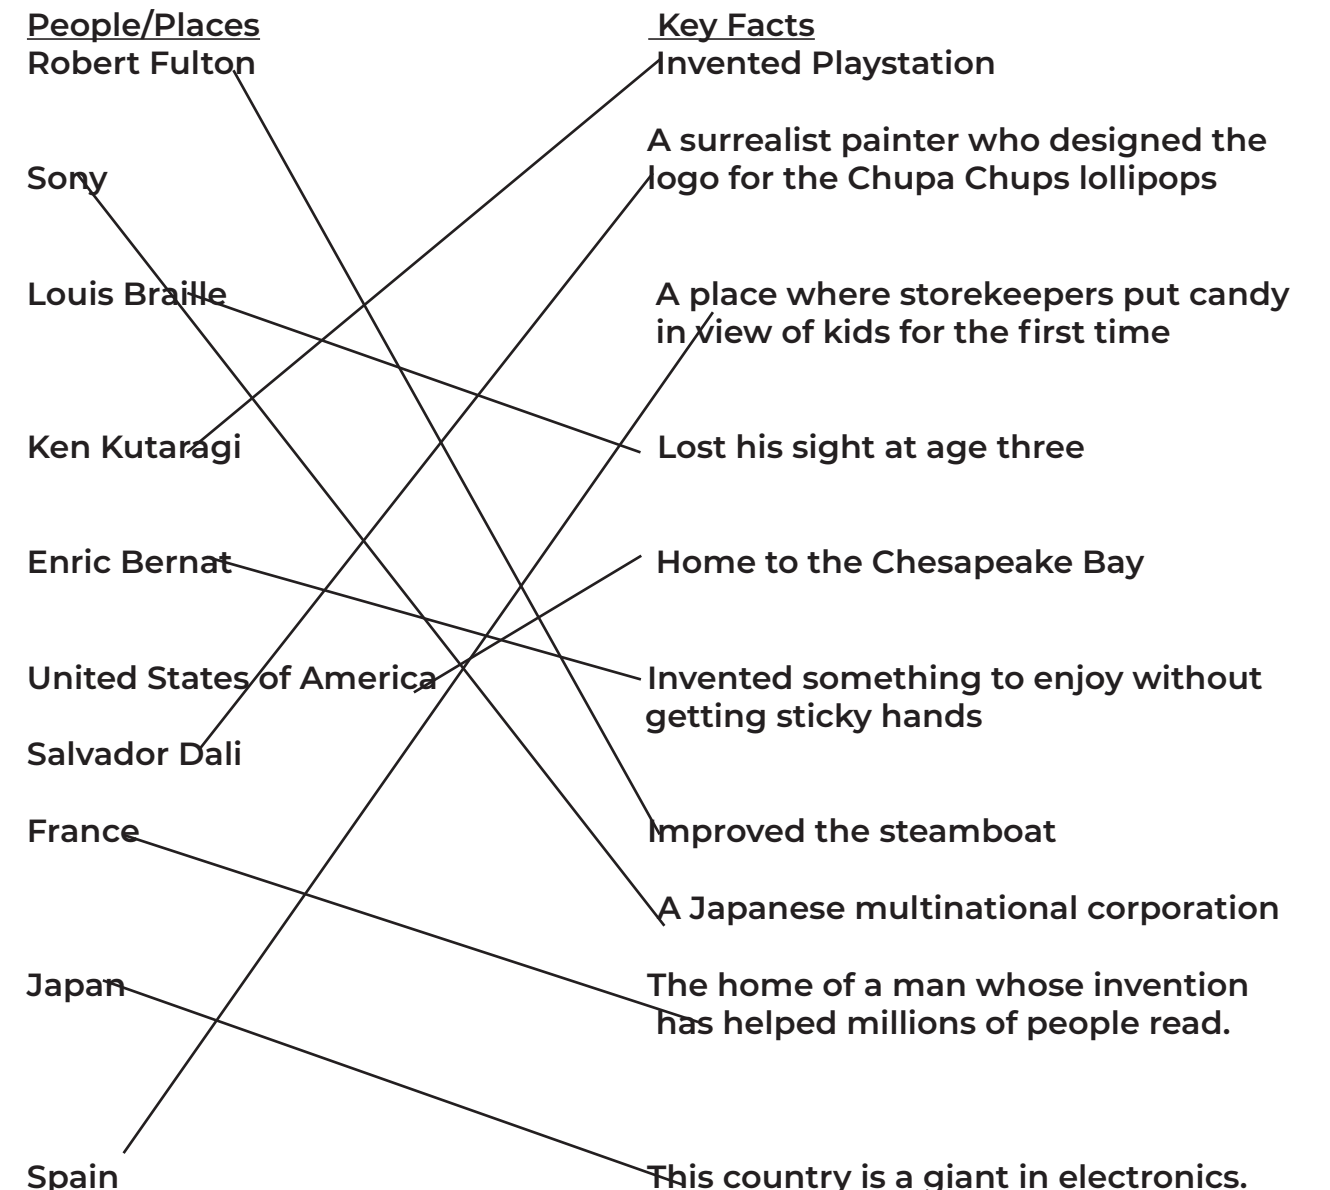 People/Places
Key Facts
Robert Fulton
Invented Playstation
A surrealist painter who designed the
Sony
logo for the Chupa Chups lollipops
Louis Braille
A place where storekeepers put candy
in view of kids for the first time
Ken Kutaragi
Lost his sight at age three
Enric Bernat
Home to the Chesapeake Bay
United States of America
Invented something to enjoy without
getting sticky hands
Salvador Dali
France
Improved the steamboat
A Japanese multinational corporation
Japan
The home of a man whose invention
has helped millions of people read.
Spain
This country is a giant in electronics.